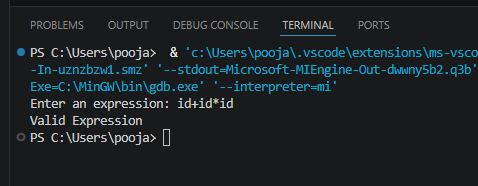 PROBLEMS OUTPUT DEBUG CONSOLE TERMINAL PORTS
PS C:\Users\pooja> & 'c:\Users\pooja\.vscode\extensions\ms-vsco
-In-uznzbzw1.smz' '--stdout=Microsoft-MIEngine-Out-dwwny5b2.q3b'
Exe=C:\MinGW\bin\gdb.exe' '--interpreter=mi'
Enter an expression: id+id*id
Valid Expression
PS C:\Users\pooja>